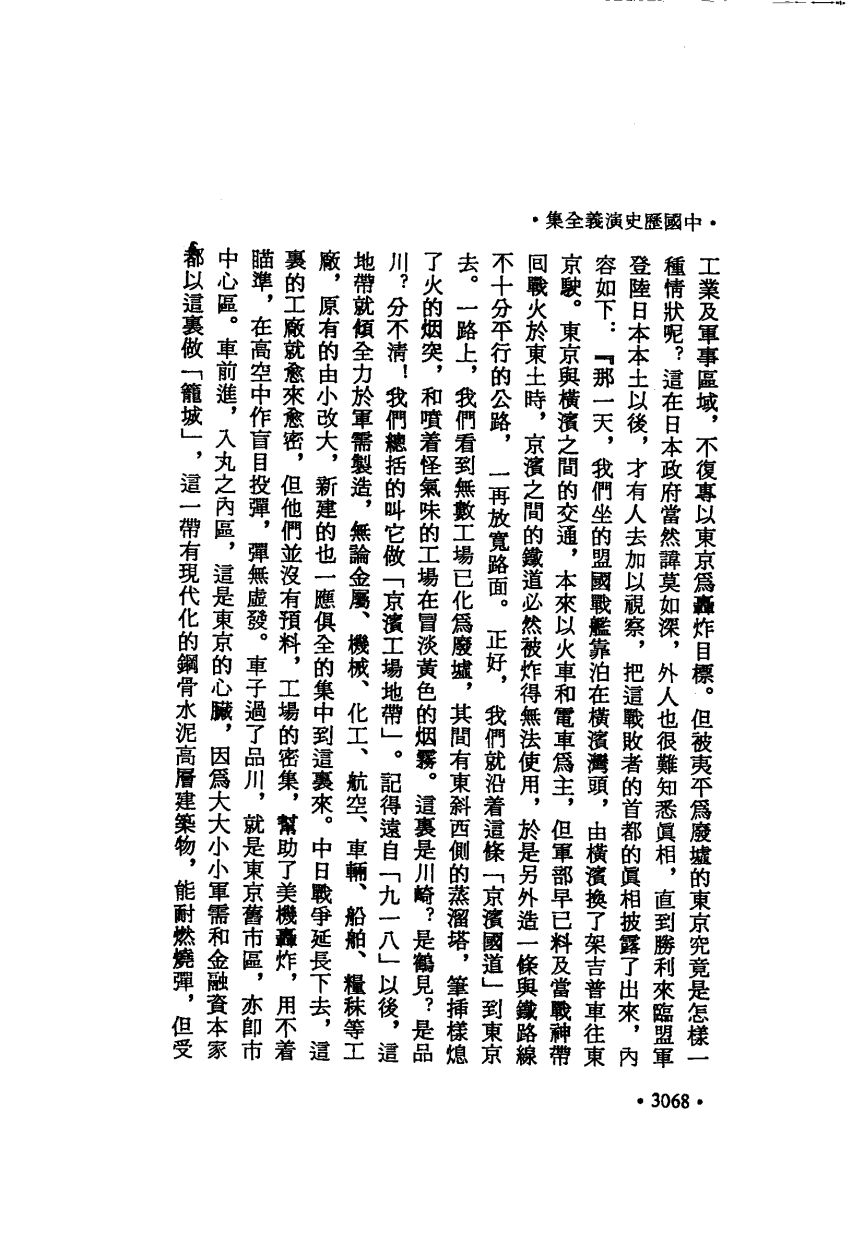 •中國歷史演義全集•
工業及軍事區域，不復專以東京爲轟炸目標。但被夷平爲廢墟的東京究竟是怎樣一
種情狀呢？這在日本政府當然諱莫如深，外人也很難知悉眞相，直到勝利來臨盟軍
登陸日本本土以後，才有人去加以視察，把這戰敗者的首都的眞相披露了出來，內
容如下：『那一天，我們坐的盟國戰艦靠泊在橫濱灣頭，由橫濱換了架吉普車往東
京駛。東京與橫濱之間的交通，本來以火車和電車爲主，但軍部早已料及當戰神帶
囘戰火於東土時，京濱之間的鐵道必然被炸得無法使用，於是另外造一條與鐵路線
不十分平行的公路，一再放寬路面。正好，我們就沿着這條「京濱國道」到東京
去。一路上，我們看到無數工場已化爲廢墟，其間有東斜西側的蒸溜塔，筆挿樣熄
了火的烟突，和噴着怪氣味的工場在冒淡黃色的烟霧。這裏是川崎？是鶴見？是品
川？分不淸！我們總括的叫它做「京濱工場地帶」。記得遠自「九一八」以後，這
地帶就傾全力於軍需製造，無論金屬、機械、化工、航空、車輛、船舶、糧秣等工
廠，原有的由小改大，新建的也一應俱全的集中到這裏來。中日戰爭延長下去，這
裏的工廠就愈來愈密，但他們並沒有預料，工場的密集，幫助了美機轟炸，用不着
瞄準，在高空中作盲目投彈，彈無虛發。車子過了品川，就是東京舊市區，亦卽市
中心區。車前進，入丸之內區，這是東京的心臟，因爲大大小小軍需和金融資本家
都以這裏做「籠城」，這一帶有現代化的鋼骨水泥高層建築物，能耐燃燒彈，但受
•3068•